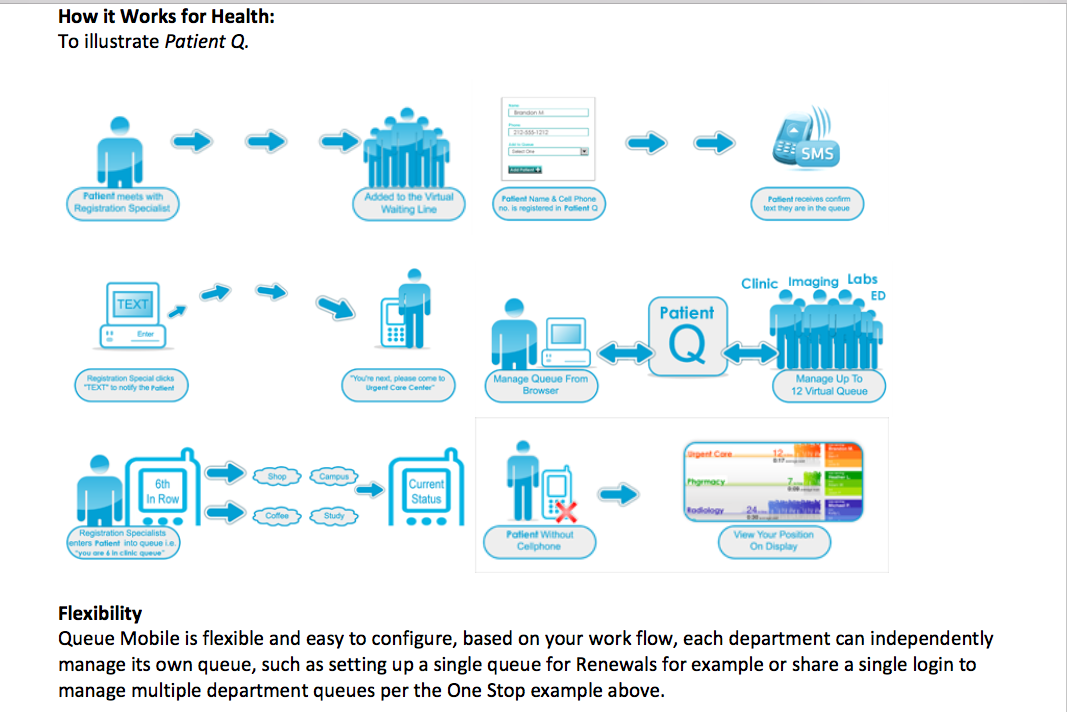 How it Works for Health:
To illustrate Patient Q.
Name
Brandon M
Phone
212-555-1212
Add to Queue
Select One
Add Patient
SMS
Patient meets with
Registration Specialist
Added to the Virtual
Waiting Line
Patient Name & Cell Phone
no. is registered in Patient Q
Patient receives confirm
text they are in the queue
TEXT
Enter
Registration Special clicks
"TEXT" to notify the Patient
"You're next, please come to
Urgent Care Center"
Clinic Imaging Labs
ED
Patient
Q
Manage Queue From
Browser
Manage Up To
12 Virtual Queue
6th
In Row
Shop
Campus
Coffee
Study
Current
Status
Registration Specialists
enters Patient into queue i.e.
"you are 6 in clinic queue"
Patient Without
Cellphone
Urgent Care 12
0:17
Pharmacy 7
Radiology 24
View Your Position
On Display
Flexibility
Queue Mobile is flexible and easy to configure, based on your work flow, each department can independently
manage its own queue, such as setting up a single queue for Renewals for example or share a single login to
manage multiple department queues per the One Stop example above.